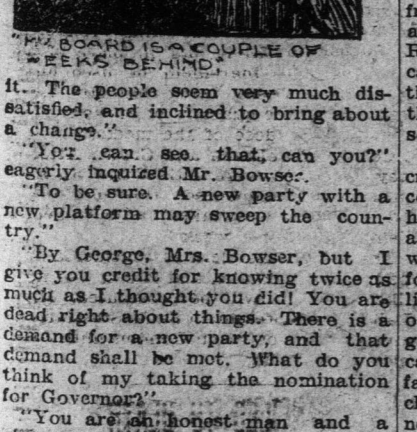 "MY BOARD IS A COUPLE OF
WEEKS BEHIND"
it. The people seem very much dis-
satisfied, and inclined to bring about
a change."
"You can see that, can you?"
eagerly inquired Mr. Bowser.
"To be sure. A new party with a
new platform may sweep the coun-
try."
"By George, Mrs. Bowser, but I
give you credit for knowing twice as
much as I thought you did! You are
dead right about things. There is a
demand for a new party, and that
demand shall be met. What do you
think of my taking the nomination
for Governor?"
"You are an honest man and a